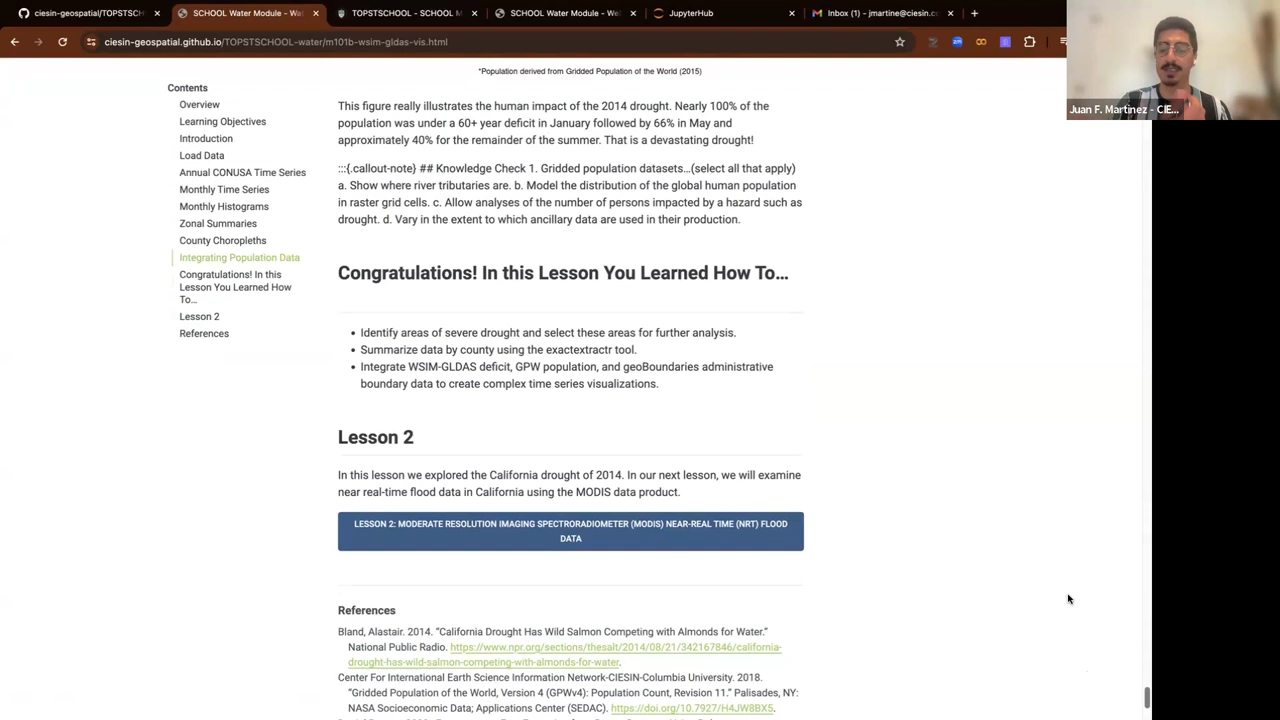 ciesin-geospatial/TOPSTSCHO
SCHOOL Water Module - Wa
TOPSTSCHOOL - SCHOOL M
SCHOOL Water Module - Wel
JupyterHub
Inbox (1) - jmartine@ciesin.c
ciesin-geospatial.github.io/TOPSTSCHOOL-water/m101b-wsim-gldas-vis.html
Juan F. Martinez - CIE...
*Population derived from Gridded Population of the World (2015)
Contents
Overview
Learning Objectives
Introduction
Load Data
Annual CONUSA Time Series
Monthly Time Series
Monthly Histograms
Zonal Summaries
County Choropleths
Integrating Population Data
Congratulations! In this
Lesson You Learned How
To...
Lesson 2
References
This figure really illustrates the human impact of the 2014 drought. Nearly 100% of the
population was under a 60+ year deficit in January followed by 66% in May and
approximately 40% for the remainder of the summer. That is a devastating drought!
:::{.callout-note} ## Knowledge Check 1. Gridded population datasets...(select all that apply)
a. Show where river tributaries are. b. Model the distribution of the global human population
in raster grid cells. c. Allow analyses of the number of persons impacted by a hazard such as
drought. d. Vary in the extent to which ancillary data are used in their production.
Congratulations! In this Lesson You Learned How To...
• Identify areas of severe drought and select these areas for further analysis.
• Summarize data by county using the exactextractr tool.
• Integrate WSIM-GLDAS deficit, GPW population, and geoBoundaries administrative
boundary data to create complex time series visualizations.
Lesson 2
In this lesson we explored the California drought of 2014. In our next lesson, we will examine
near real-time flood data in California using the MODIS data product.
LESSON 2: MODERATE RESOLUTION IMAGING SPECTRORADIOMETER (MODIS) NEAR-REAL TIME (NRT) FLOOD
DATA
References
Bland, Alastair. 2014. "California Drought Has Wild Salmon Competing with Almonds for Water."
National Public Radio. https://www.npr.org/sections/thesalt/2014/08/21/342167846/california-
drought-has-wild-salmon-competing-with-almonds-for-water.
Center For International Earth Science Information Network-CIESIN-Columbia University. 2018.
"Gridded Population of the World, Version 4 (GPWv4): Population Count, Revision 11." Palisades, NY:
NASA Socioeconomic Data; Applications Center (SEDAC). https://doi.org/10.7927/H4JW8BX5.